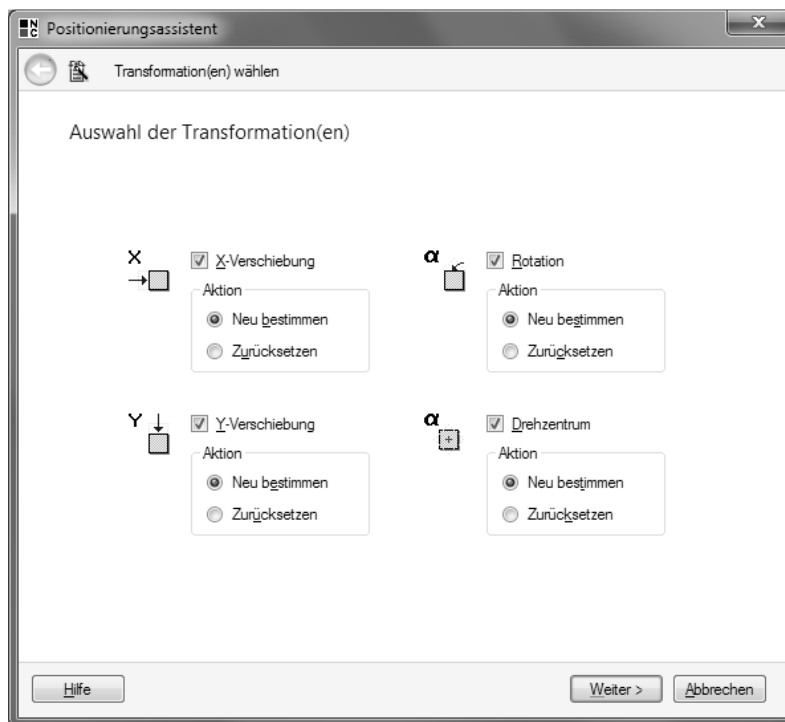 NC Positionierungsassistent
Transformation(en) wählen
Auswahl der Transformation(en)
X X-Verschiebung
Aktion
Neu bestimmen
Zurücksetzen
α Rotation
Aktion
Neu bestimmen
Zurücksetzen
Y Y-Verschiebung
Aktion
Neu bestimmen
Zurücksetzen
α Drehzentrum
Aktion
Neu bestimmen
Zurücksetzen
Hilfe
Weiter >
Abbrechen